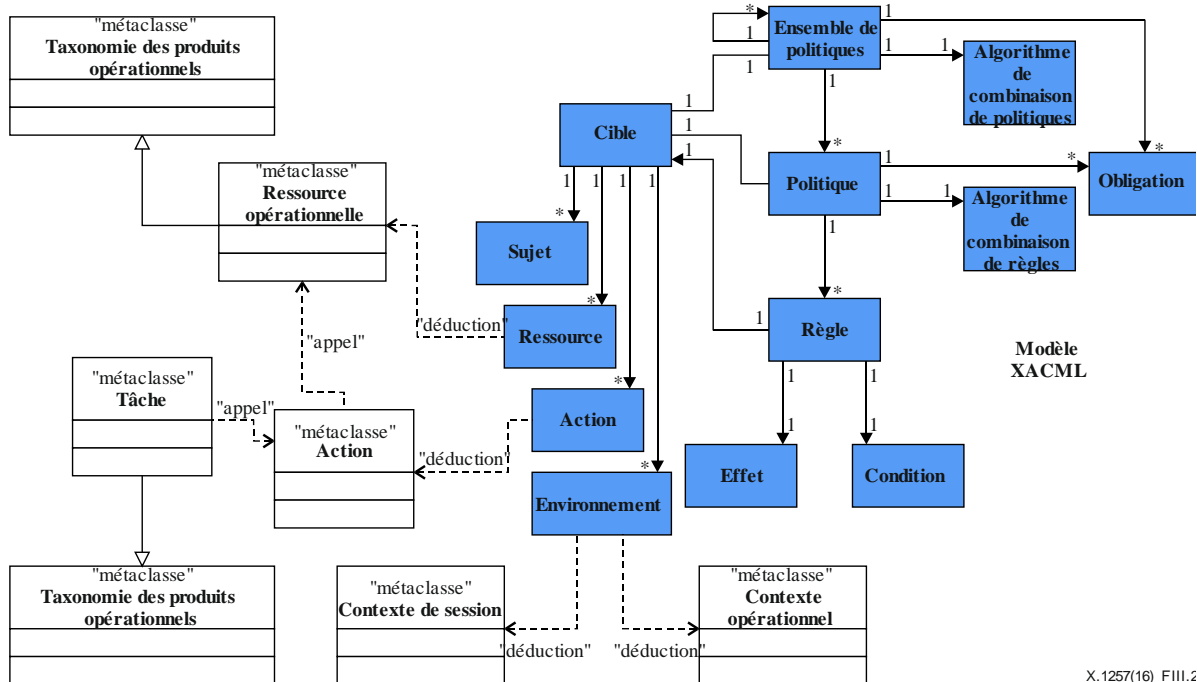 "métaclasse"
Taxonomie des produits
opérationnels
"métaclasse"
Ressource
opérationnelle
"métaclasse"
Tâche
"appel"
"appel"
"métaclasse"
Action
"métaclasse"
Taxonomie des produits
opérationnels
"métaclasse"
Contexte de session
"métaclasse"
Contexte
opérationnel
"déduction"
"déduction"
"déduction"
"déduction"
Cible
1
1
1
1
1
1
1
*
*
*
*
Sujet
Ressource
Action
Environnement
Ensemble de
politiques
*
1
1
1
1
1
1
Algorithme
de
combinaison
de politiques
1
*
Politique
1
*
*
Obligation
1
1
Algorithme
de
combinaison
de règles
1
*
Règle
1
1
1
1
1
Effet
Condition
Modèle
XACML
X.1257(16)_FIII.2